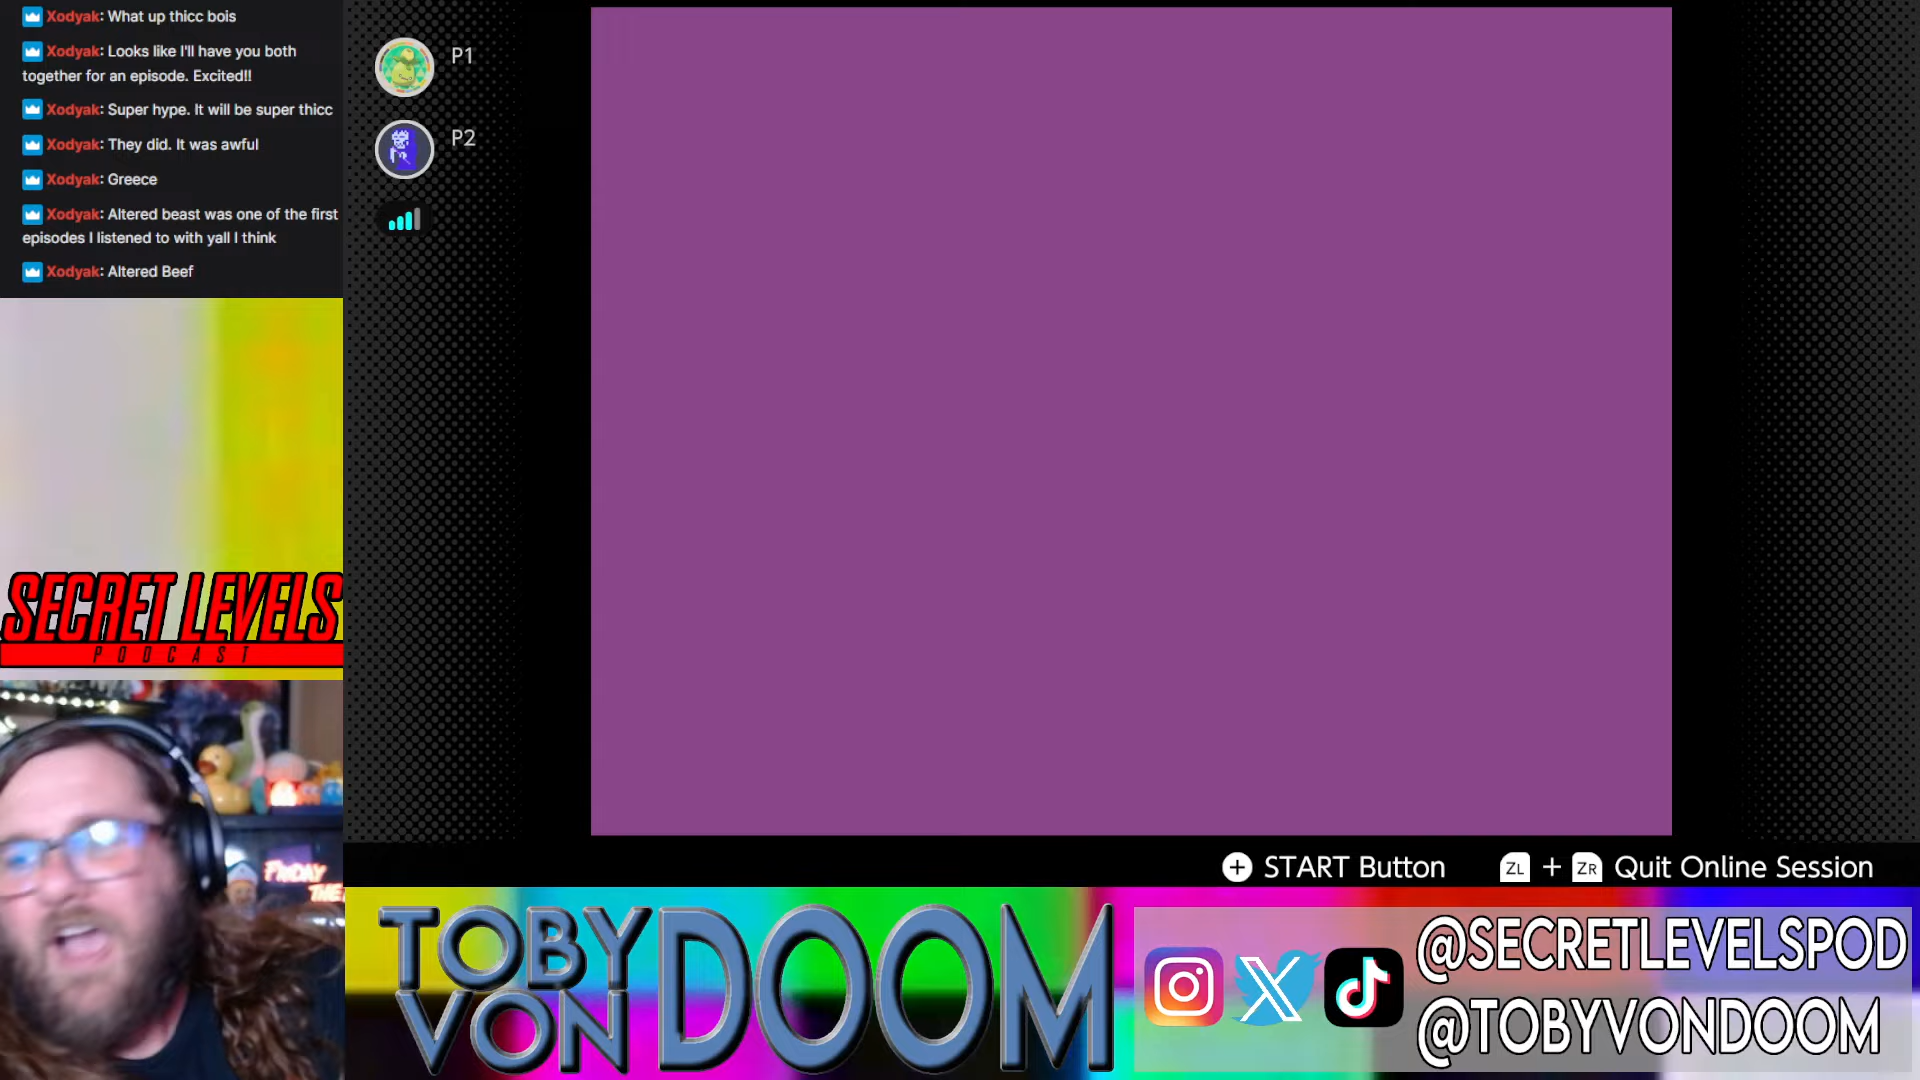 Xodyak: What up thicc bois
Xodyak: Looks like I'll have you both
together for an episode. Excited!!
Xodyak: Super hype. It will be super thicc
Xodyak: They did. It was awful
Xodyak: Greece
Xodyak: Altered beast was one of the first
episodes I listened to with yall I think
Xodyak: Altered Beef
P1
P2
SECRET LEVELS
PODCAST
FRIDAY
THE
START Button
ZL + ZR Quit Online Session
TOBY
VON
DOOM
@SECRETLEVELSPOD
@TOBYVONDOOM